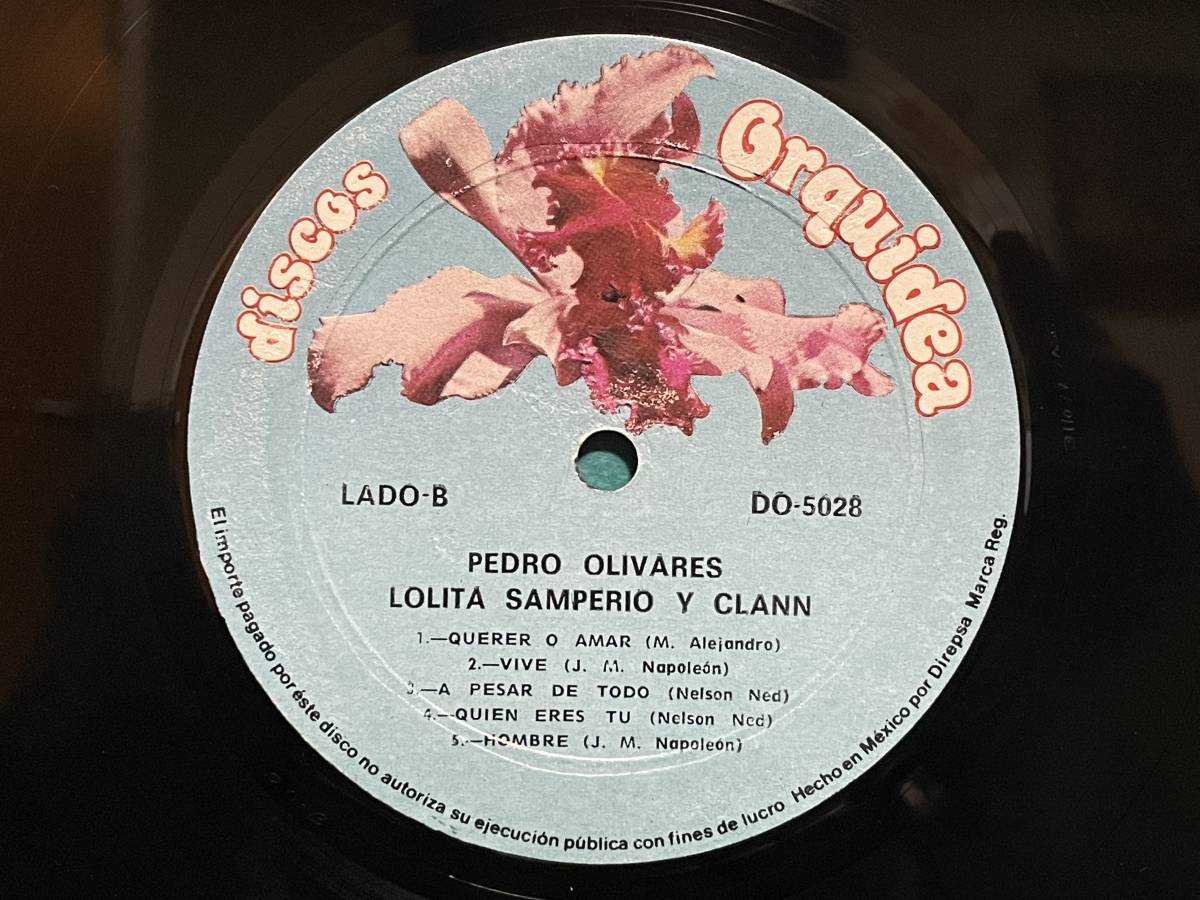 discos Orquidea
LADO-B DO-5028
PEDRO OLIVARES
LOLITA SAMPERIO Y CLANN
1.—QUERER O AMAR (M. Alejandro)
2.—VIVE (J. M. Napoleón)
3.—A PESAR DE TODO (Nelson Ned)
4.—QUIEN ERES TU (Nelson Ned)
5.—HOMBRE (J. M. Napoleón)
El importe pagado por éste disco no autoriza su ejecución pública con fines de lucro Hecho en México por Direpsa Marca Reg.